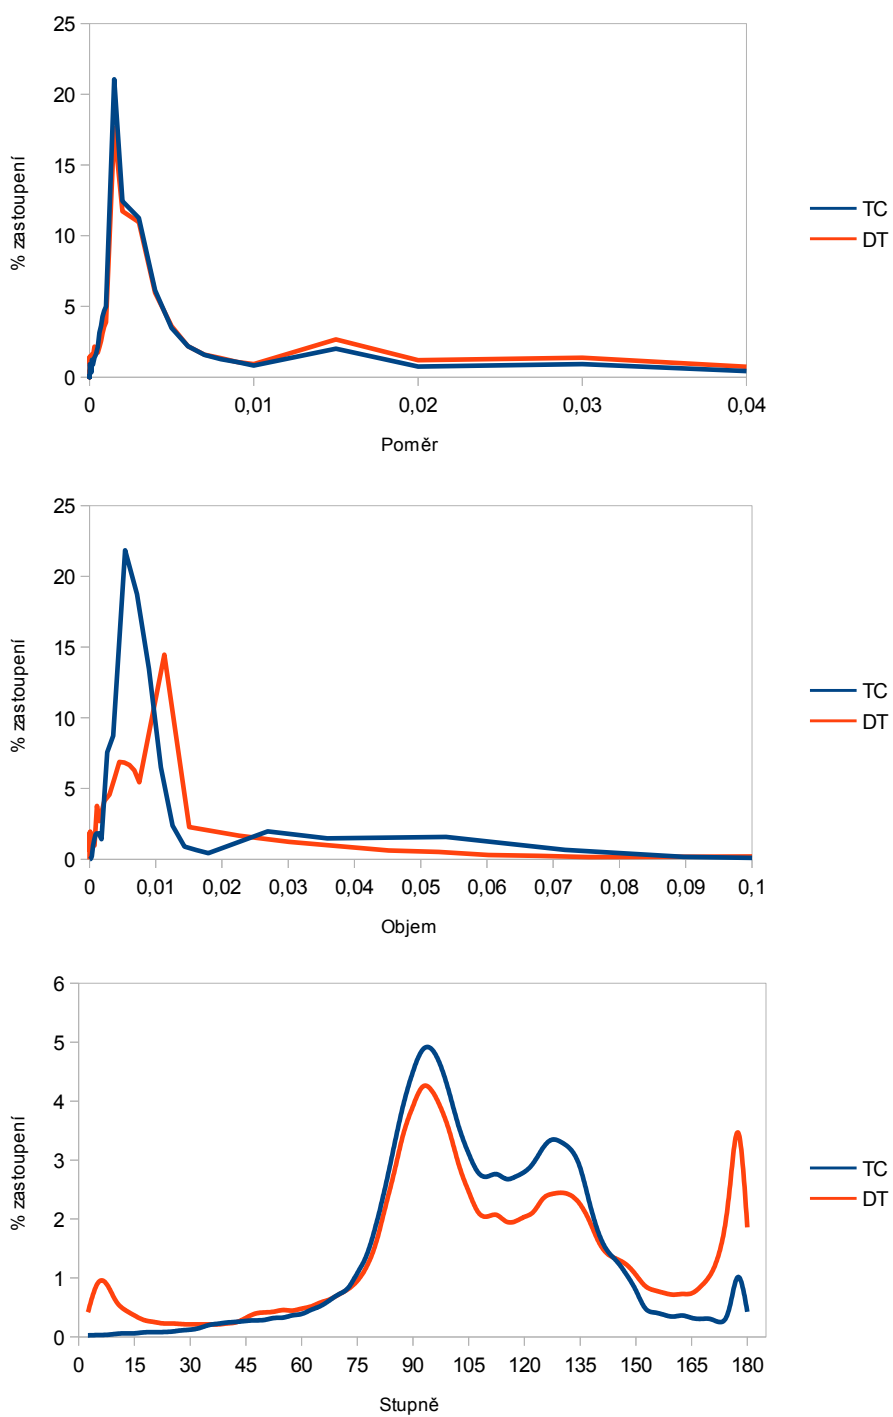 25
20
15
10
5
0
% zastoupení
0 0,01 0,02 0,03 0,04
Poměr
TC
DT
25
20
15
10
5
0
% zastoupení
0 0,01 0,02 0,03 0,04 0,05 0,06 0,07 0,08 0,09 0,1
Objem
TC
DT
6
5
4
3
2
1
0
% zastoupení
0 15 30 45 60 75 90 105 120 135 150 165 180
Stupně
TC
DT